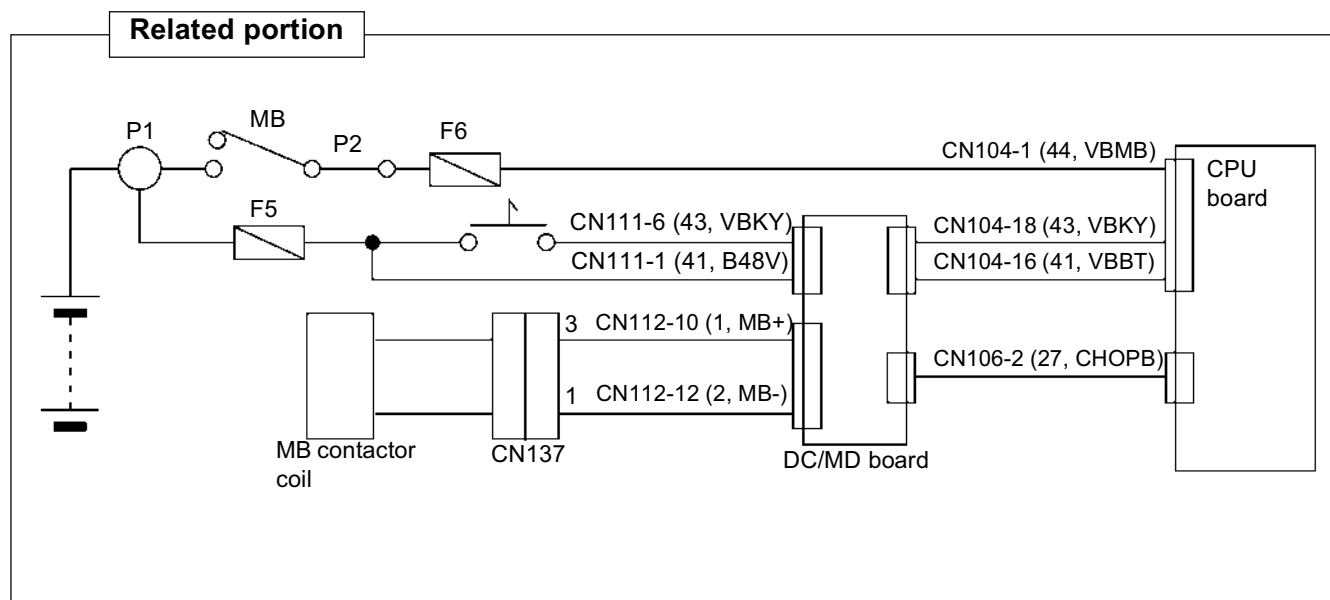 Related portion
P1
MB
P2
F6
CN104-1 (44, VBMB)
CPU
board
F5
CN111-6 (43, VBKY)
CN104-18 (43, VBKY)
CN111-1 (41, B48V)
CN104-16 (41, VBBT)
3
CN112-10 (1, MB+)
CN106-2 (27, CHOPB)
1
CN112-12 (2, MB-)
MB contactor
coil
CN137
DC/MD board